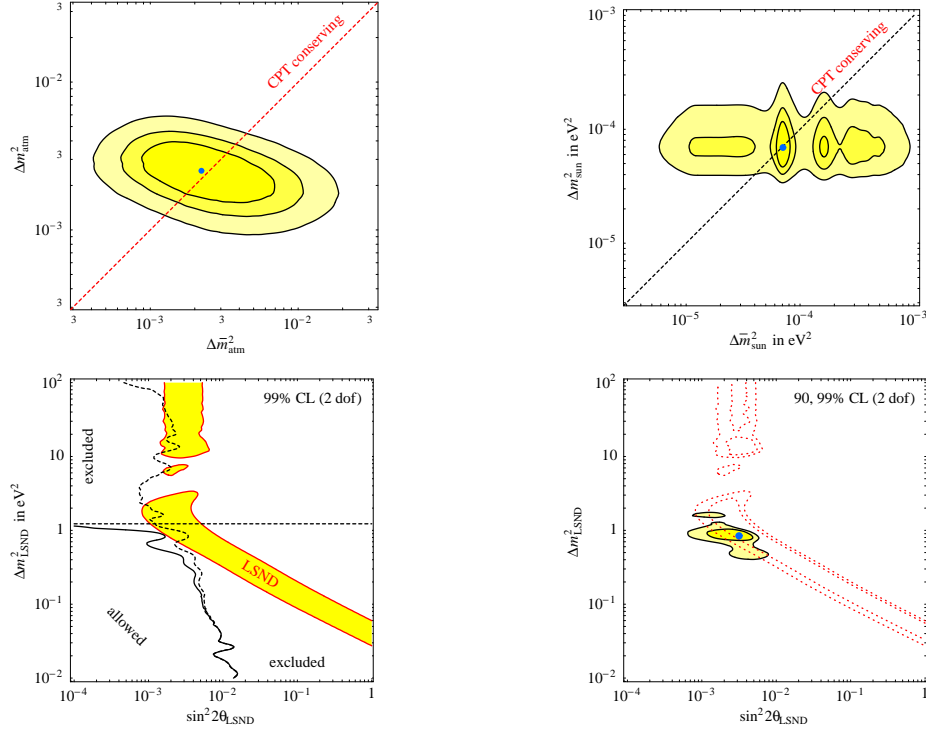 3
10⁻²
3
10⁻³
3
Δm²atm
CPT conserving
3 10⁻³ 3 10⁻² 3
Δm̅²atm
10⁻³
10⁻⁴
10⁻⁵
Δm²sun in eV²
CPT conserving
10⁻⁵ 10⁻⁴ 10⁻³
Δm̅²sun in eV²
10²
10
1
10⁻¹
10⁻²
Δm²LSND in eV²
99% CL (2 dof)
excluded
LSND
allowed
excluded
10⁻⁴ 10⁻³ 10⁻² 10⁻¹ 1
sin²2θLSND
10²
10
1
10⁻¹
10⁻²
Δm²LSND in eV²
90, 99% CL (2 dof)
10⁻⁴ 10⁻³ 10⁻² 10⁻¹ 1
sin²2θLSND